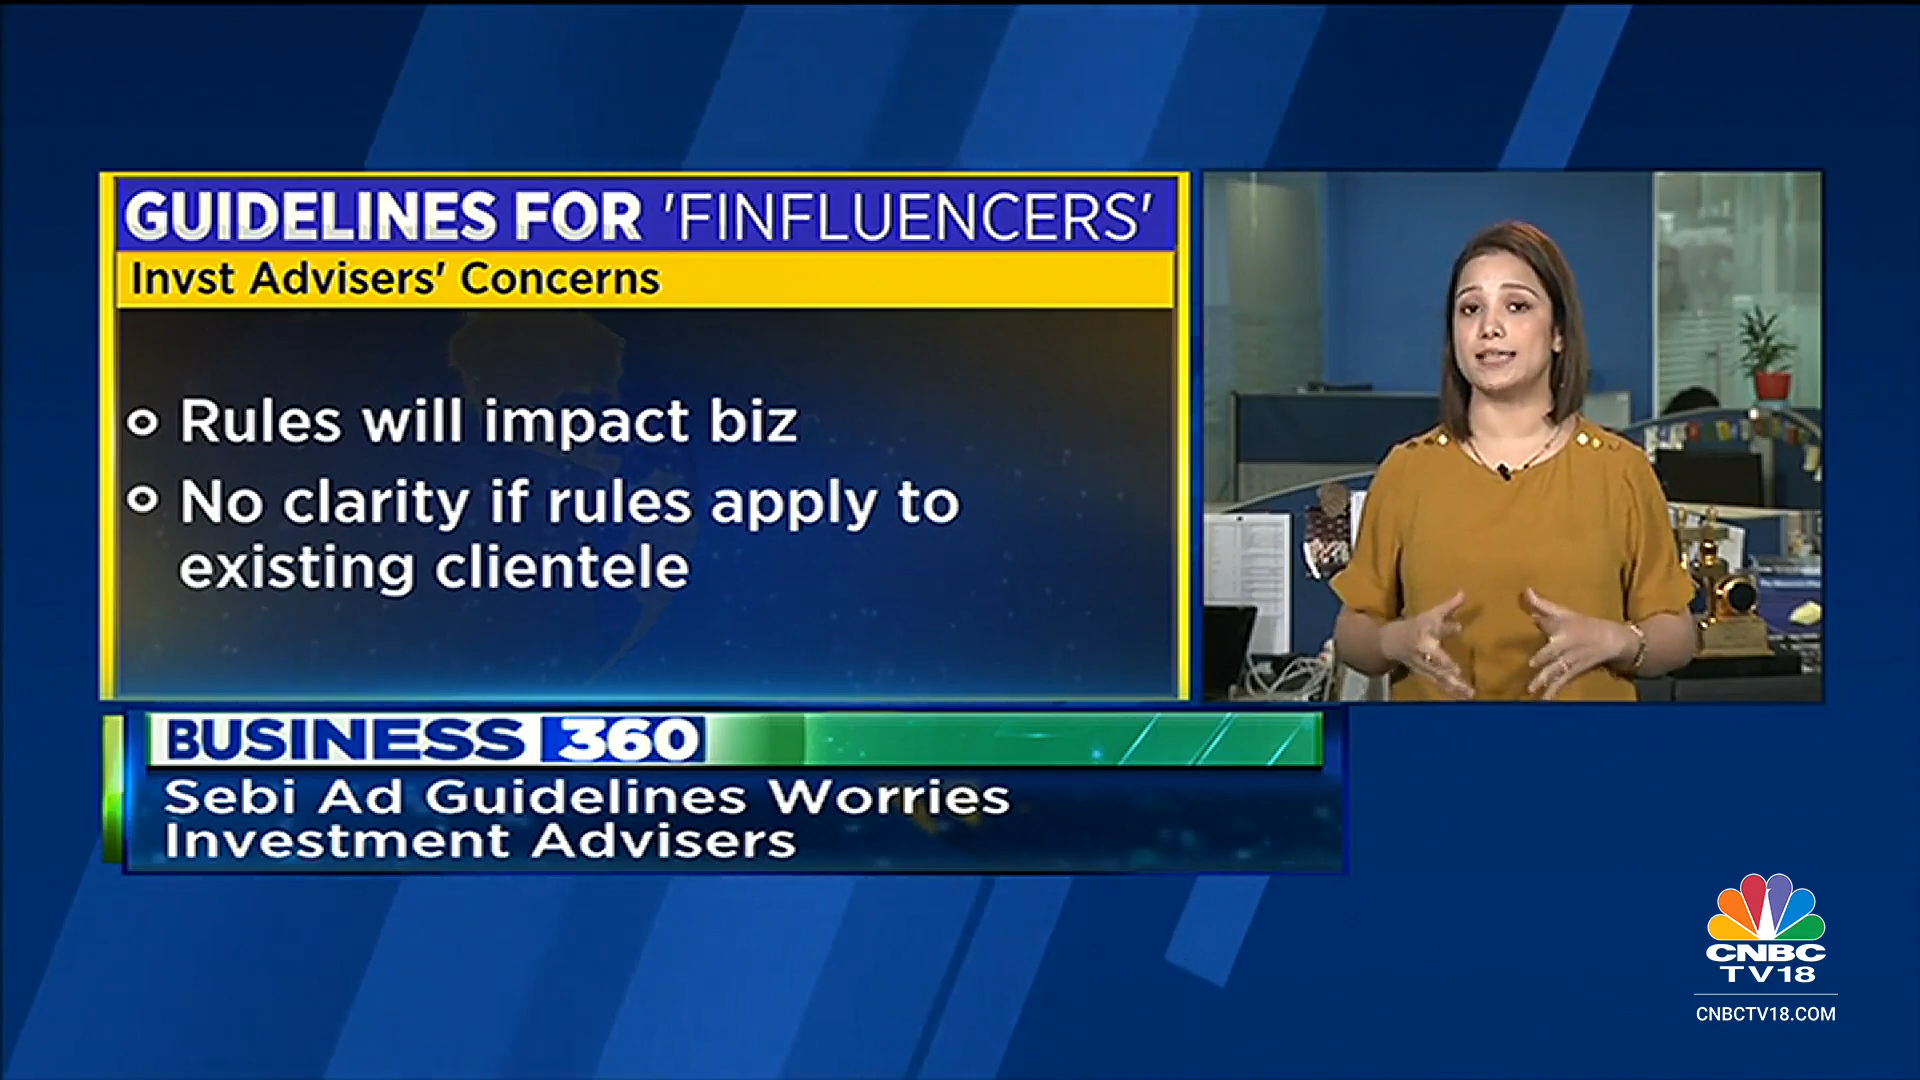 GUIDELINES FOR 'FINFLUENCERS'
Invst Advisers' Concerns
Rules will impact biz
No clarity if rules apply to
existing clientele
BUSINESS 360
Sebi Ad Guidelines Worries
Investment Advisers
CNBC
TV18
CNBCTV18.COM